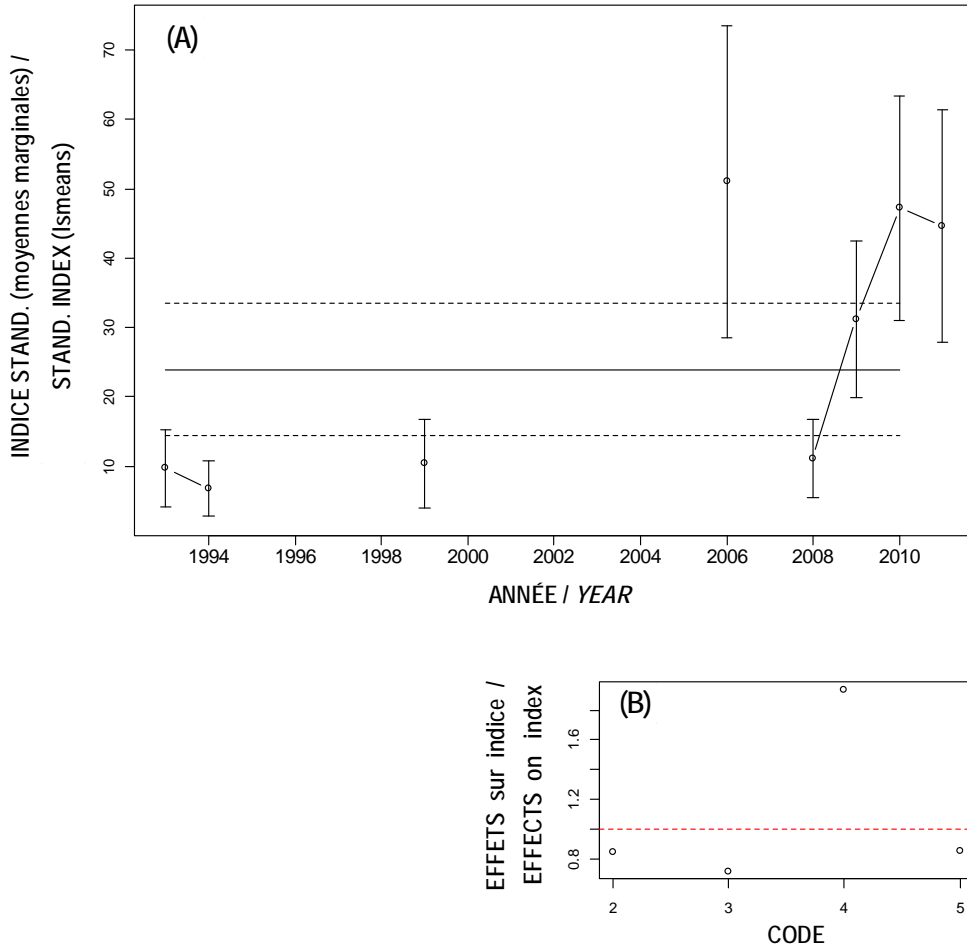 INDICE STAND. (moyennes marginales) /
STAND. INDEX (lsmeans)
(A)
70
60
50
40
30
20
10
1994 1996 1998 2000 2002 2004 2006 2008 2010
ANNÉE / YEAR
EFFETS sur indice /
EFFECTS on index
(B)
1.6
1.2
0.8
2 3 4 5
CODE